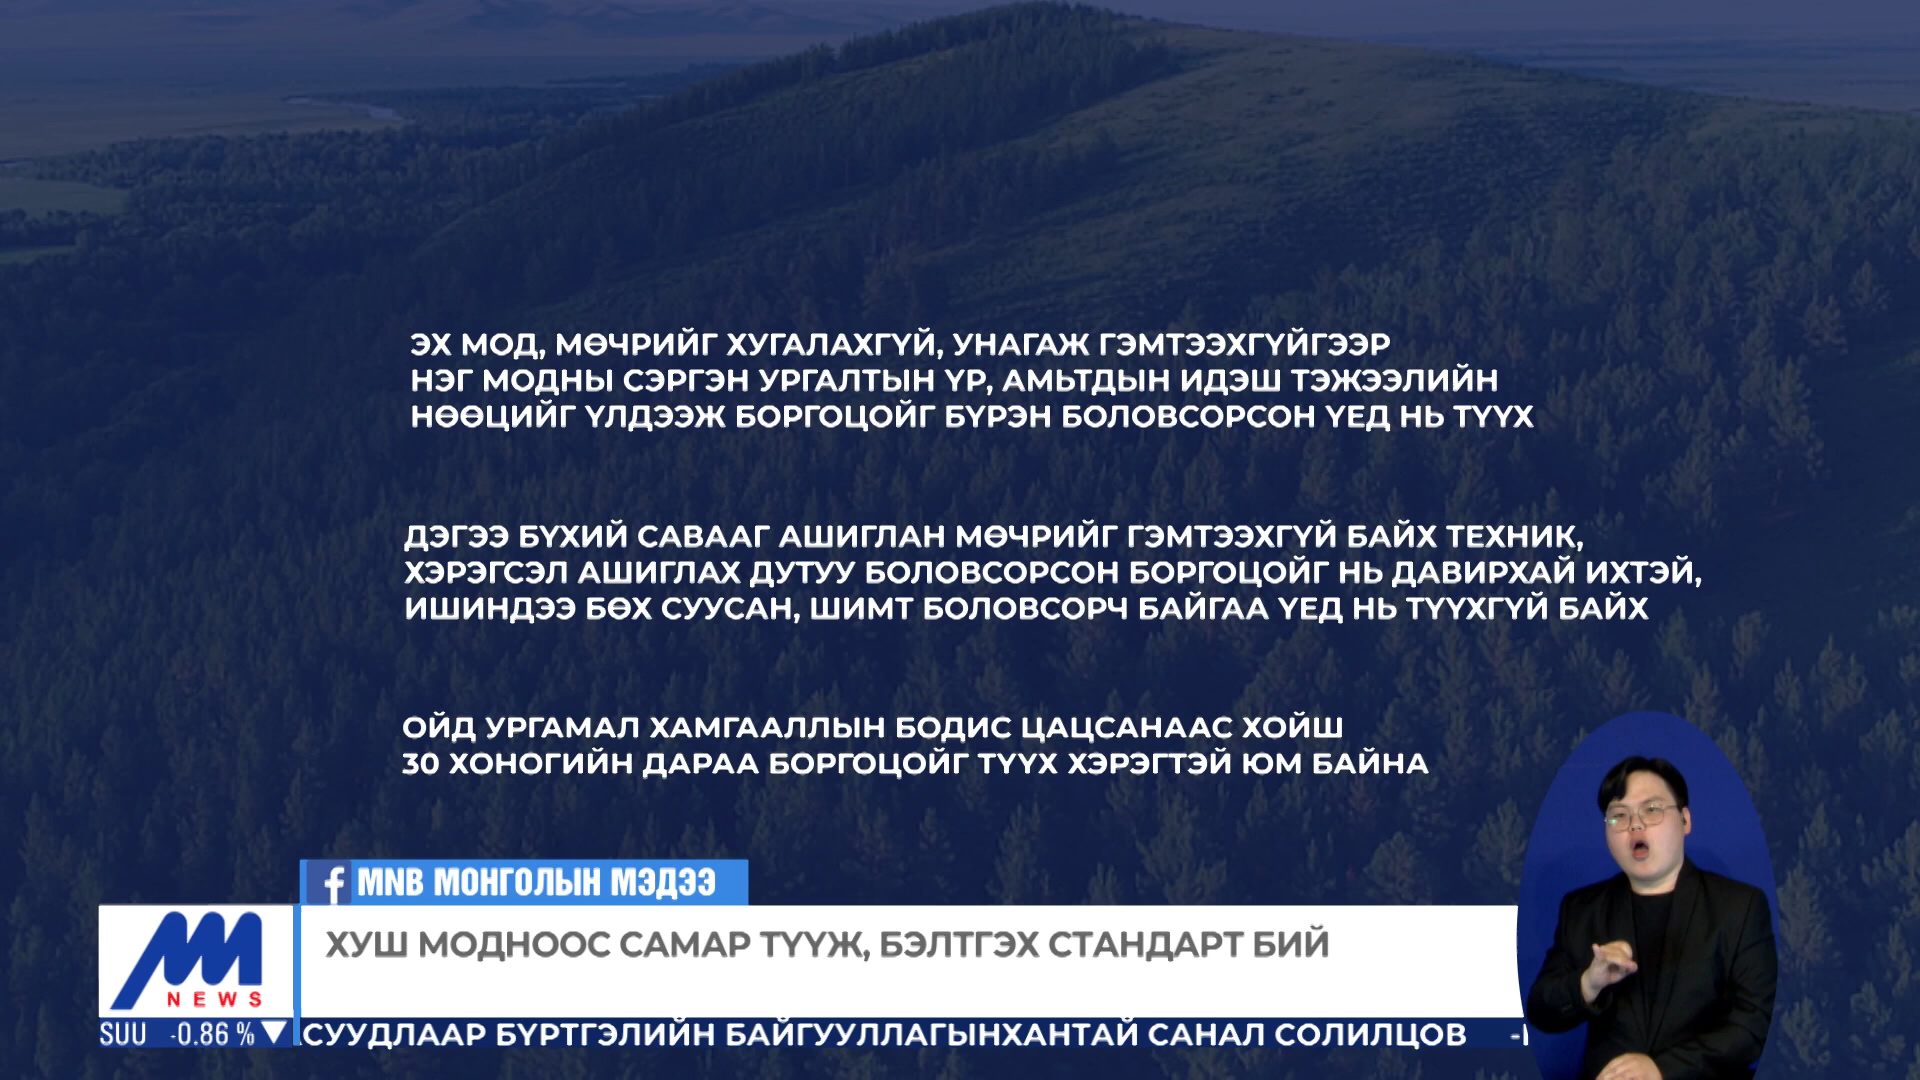 ЭХ МОД, МӨЧРИЙГ ХУГАЛАХГҮЙ, УНАГАЖ ГЭМТЭЭХГҮЙГЭЭР
НЭГ МОДНЫ СЭРГЭН УРГАЛТЫН ҮР, АМЬТДЫН ИДЭШ ТЭЖЭЭЛИЙН
НӨӨЦИЙГ ҮЛДЭЭЖ БОРГОЦОЙГ БҮРЭН БОЛОВСОРСОН ҮЕД НЬ ТҮҮХ
ДЭГЭЭ БҮХИЙ САВААГ АШИГЛАН МӨЧРИЙГ ГЭМТЭЭХГҮЙ БАЙХ ТЕХНИК,
ХЭРЭГСЭЛ АШИГЛАХ ДУТУУ БОЛОВСОРСОН БОРГОЦОЙГ НЬ ДАВИРХАЙ ИХТЭЙ,
ИШИНДЭЭ БӨХ СУУСАН, ШИМТ БОЛОВСОРЧ БАЙГАА ҮЕД НЬ ТҮҮХГҮЙ БАЙХ
ОЙД УРГАМАЛ ХАМГААЛЛЫН БОДИС ЦАЦСАНААС ХОЙШ
30 ХОНОГИЙН ДАРАА БОРГОЦОЙГ ТҮҮХ ХЭРЭГТЭЙ ЮМ БАЙНА
MNB МОНГОЛЫН МЭДЭЭ
ХУШ МОДНООС САМАР ТҮҮЖ, БЭЛТГЭХ СТАНДАРТ БИЙ
NEWS
SUU -0.86 % ▼ СУУДЛААР БҮРТГЭЛИЙН БАЙГУУЛЛАГЫНХАНТАЙ САНАЛ СОЛИЛЦОВ